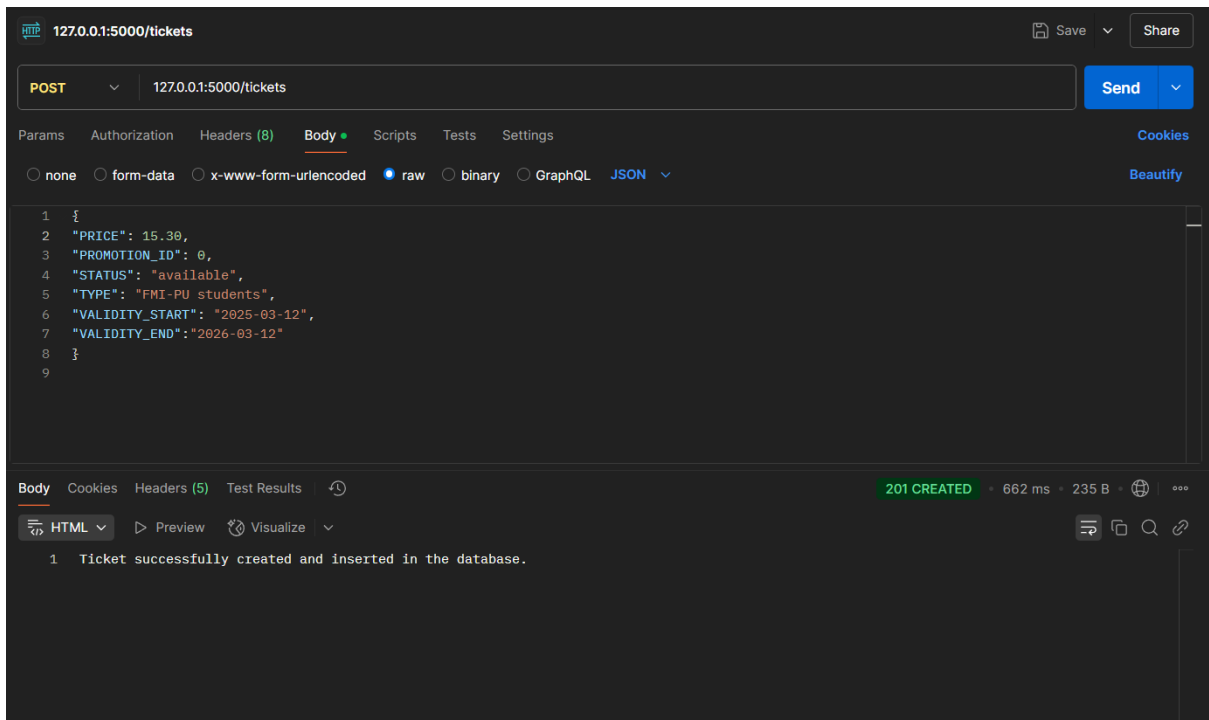 HTTP 127.0.0.1:5000/tickets Save Share
POST 127.0.0.1:5000/tickets Send
Params Authorization Headers (8) Body Scripts Tests Settings Cookies
none form-data x-www-form-urlencoded raw binary GraphQL JSON Beautify
1 {
2 "PRICE": 15.30,
3 "PROMOTION_ID": 0,
4 "STATUS": "available",
5 "TYPE": "FMI-PU students",
6 "VALIDITY_START": "2025-03-12",
7 "VALIDITY_END":"2026-03-12"
8 }
9
Body Cookies Headers (5) Test Results 201 CREATED 662 ms 235 B
HTML Preview Visualize
1 Ticket successfully created and inserted in the database.